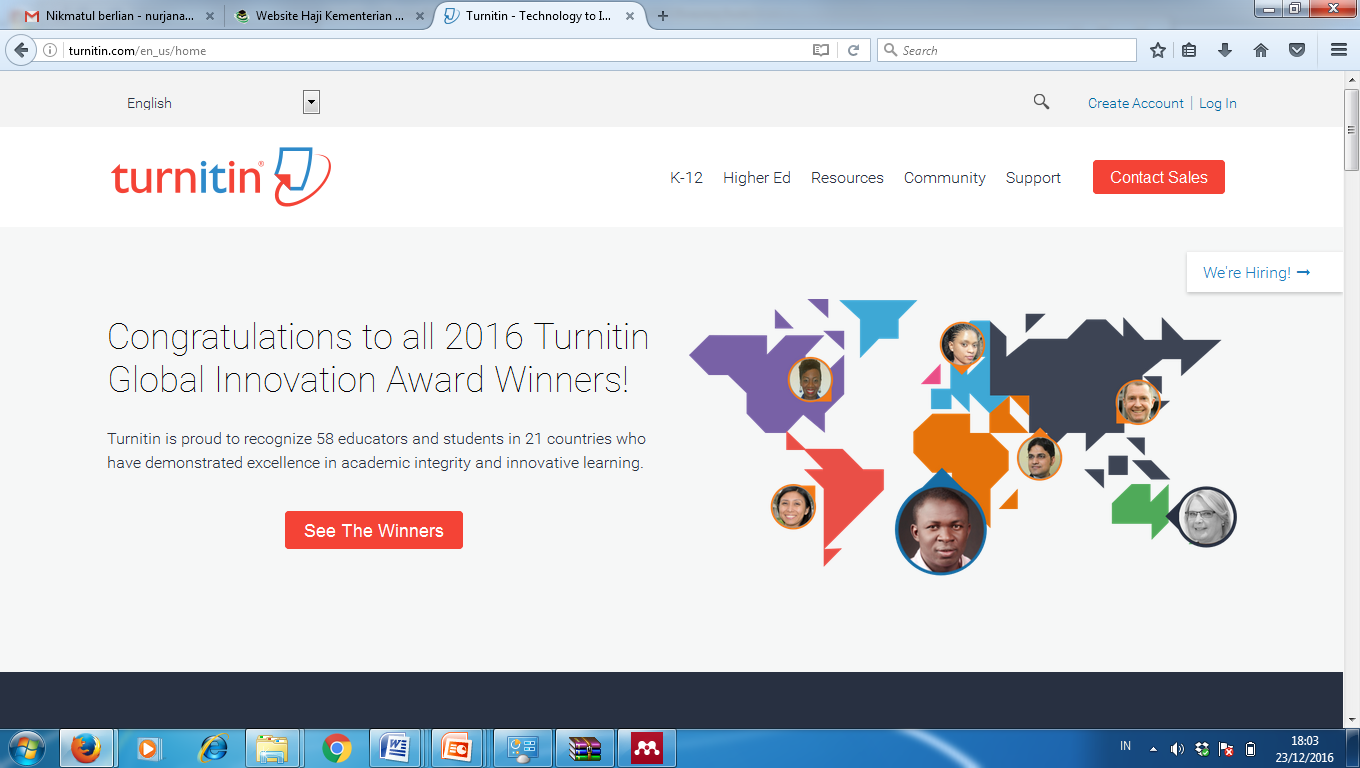 Nikmatul berlian - nurjana...
Website Haji Kementerian ...
Turnitin - Technology to I...
turnitin.com/en_us/home
Search
English
Create Account | Log In
turnitin®
K-12 Higher Ed Resources Community Support Contact Sales
We're Hiring!
Congratulations to all 2016 Turnitin
Global Innovation Award Winners!
Turnitin is proud to recognize 58 educators and students in 21 countries who
have demonstrated excellence in academic integrity and innovative learning.
See The Winners
IN
18:03
23/12/2016